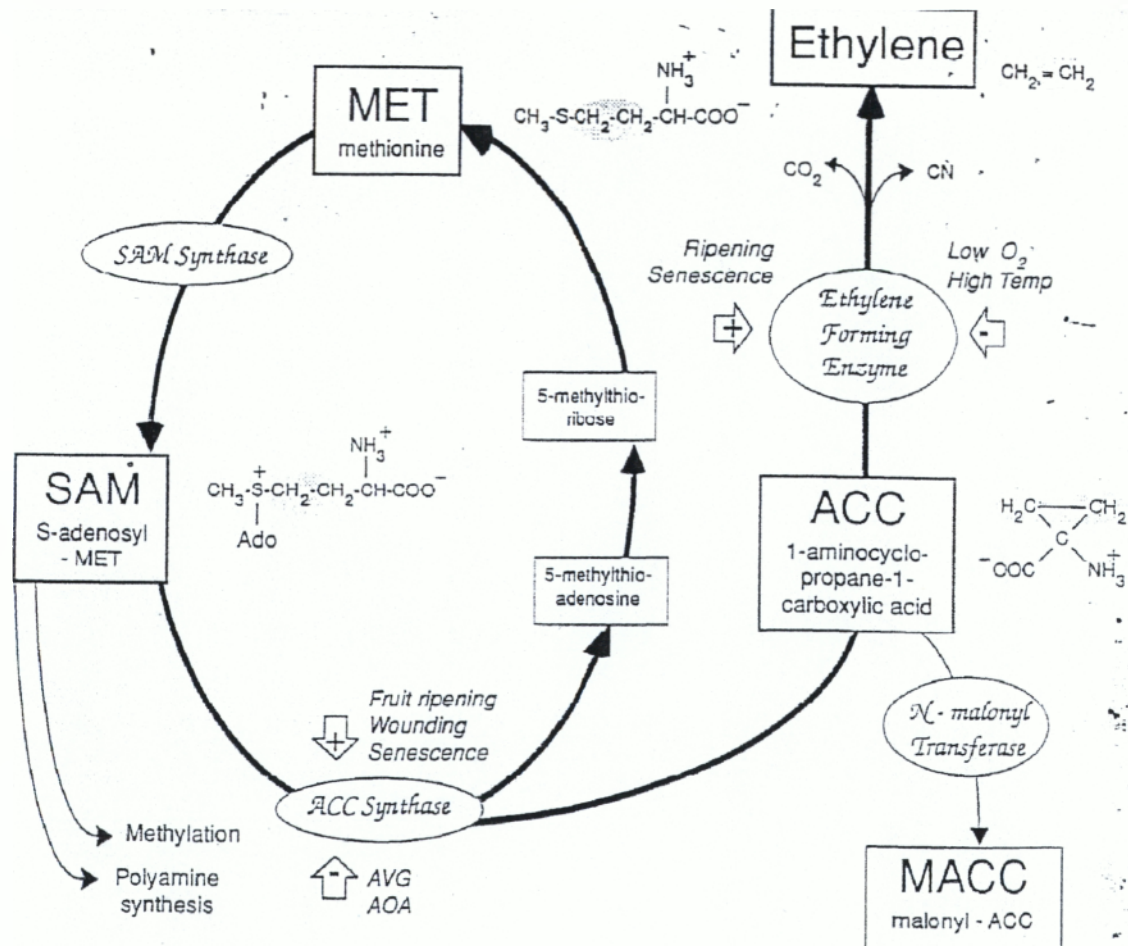 Ethylene
CH₂=CH₂
MET
methionine
NH₃⁺
CH₃-S-CH₂-CH₂-CH-COO⁻
CO₂
CN
SAM Synthase
Ripening
Senescence
Low O₂
High Temp
+
-
Ethylene
Forming
Enzyme
5-methylthio-
ribose
SAM
S-adenosyl
- MET
NH₃⁺
CH₃-S⁺-CH₂-CH₂-CH-COO⁻
Ado
ACC
1-aminocyclo-
propane-1-
carboxylic acid
H₂C CH₂
C
⁻COC NH₃⁺
5-methylthio-
adenosine
Fruit ripening
Wounding
Senescence
+
ACC Synthase
-
AVG
AOA
N - malonyl
Transferase
Methylation
Polyamine
synthesis
MACC
malonyl - ACC